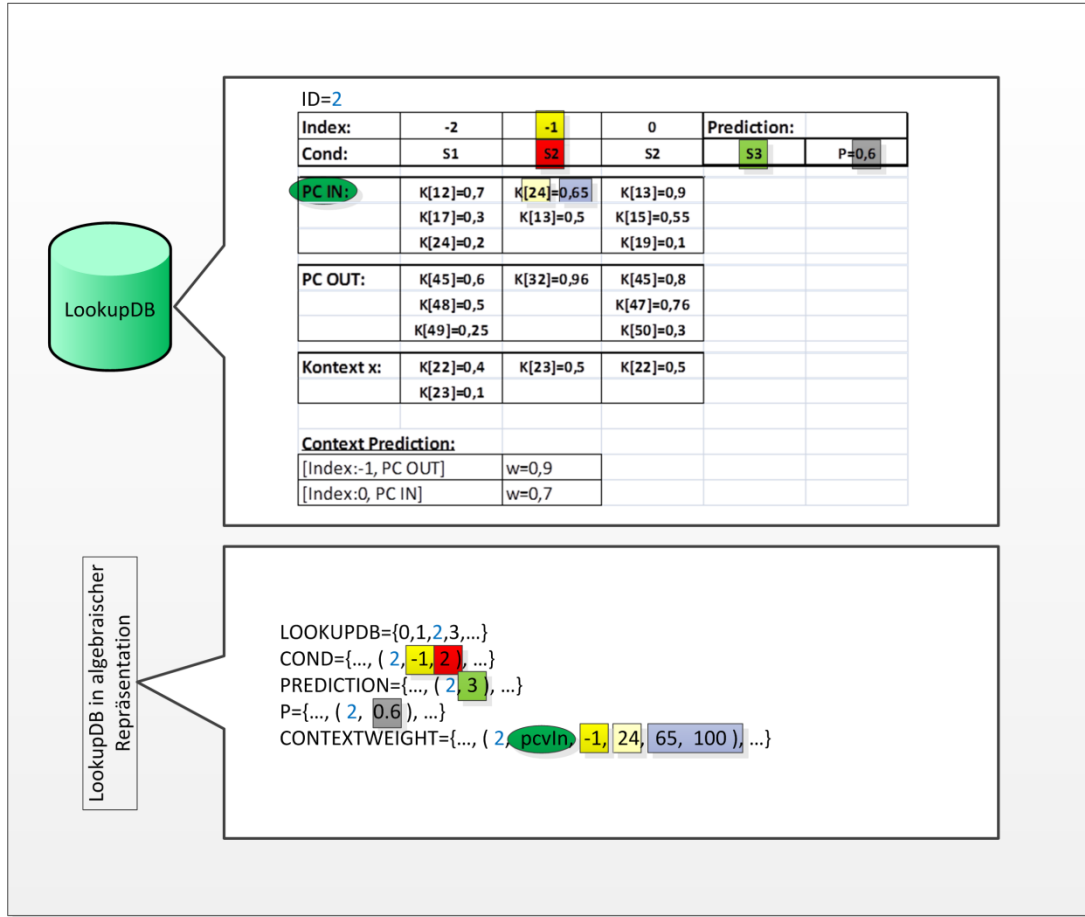 ID=2
Index: -2 -1 0 Prediction:
Cond: S1 S2 S2 S3 P=0,6
PC IN: K[12]=0,7 K[24]=0,65 K[13]=0,9
K[17]=0,3 K[13]=0,5 K[15]=0,55
K[24]=0,2 K[19]=0,1
PC OUT: K[45]=0,6 K[32]=0,96 K[45]=0,8
K[48]=0,5 K[47]=0,76
K[49]=0,25 K[50]=0,3
Kontext x: K[22]=0,4 K[23]=0,5 K[22]=0,5
K[23]=0,1
Context Prediction:
[Index:-1, PC OUT] w=0,9
[Index:0, PC IN] w=0,7
LookupDB
LookupDB in algebraischer
Repräsentation
LOOKUPDB={0,1,2,3,...}
COND={..., ( 2, -1, 2 ), ...}
PREDICTION={..., ( 2, 3 ), ...}
P={..., ( 2, 0.6 ), ...}
CONTEXTWEIGHT={..., ( 2, pcvIn, -1, 24, 65, 100 ), ...}